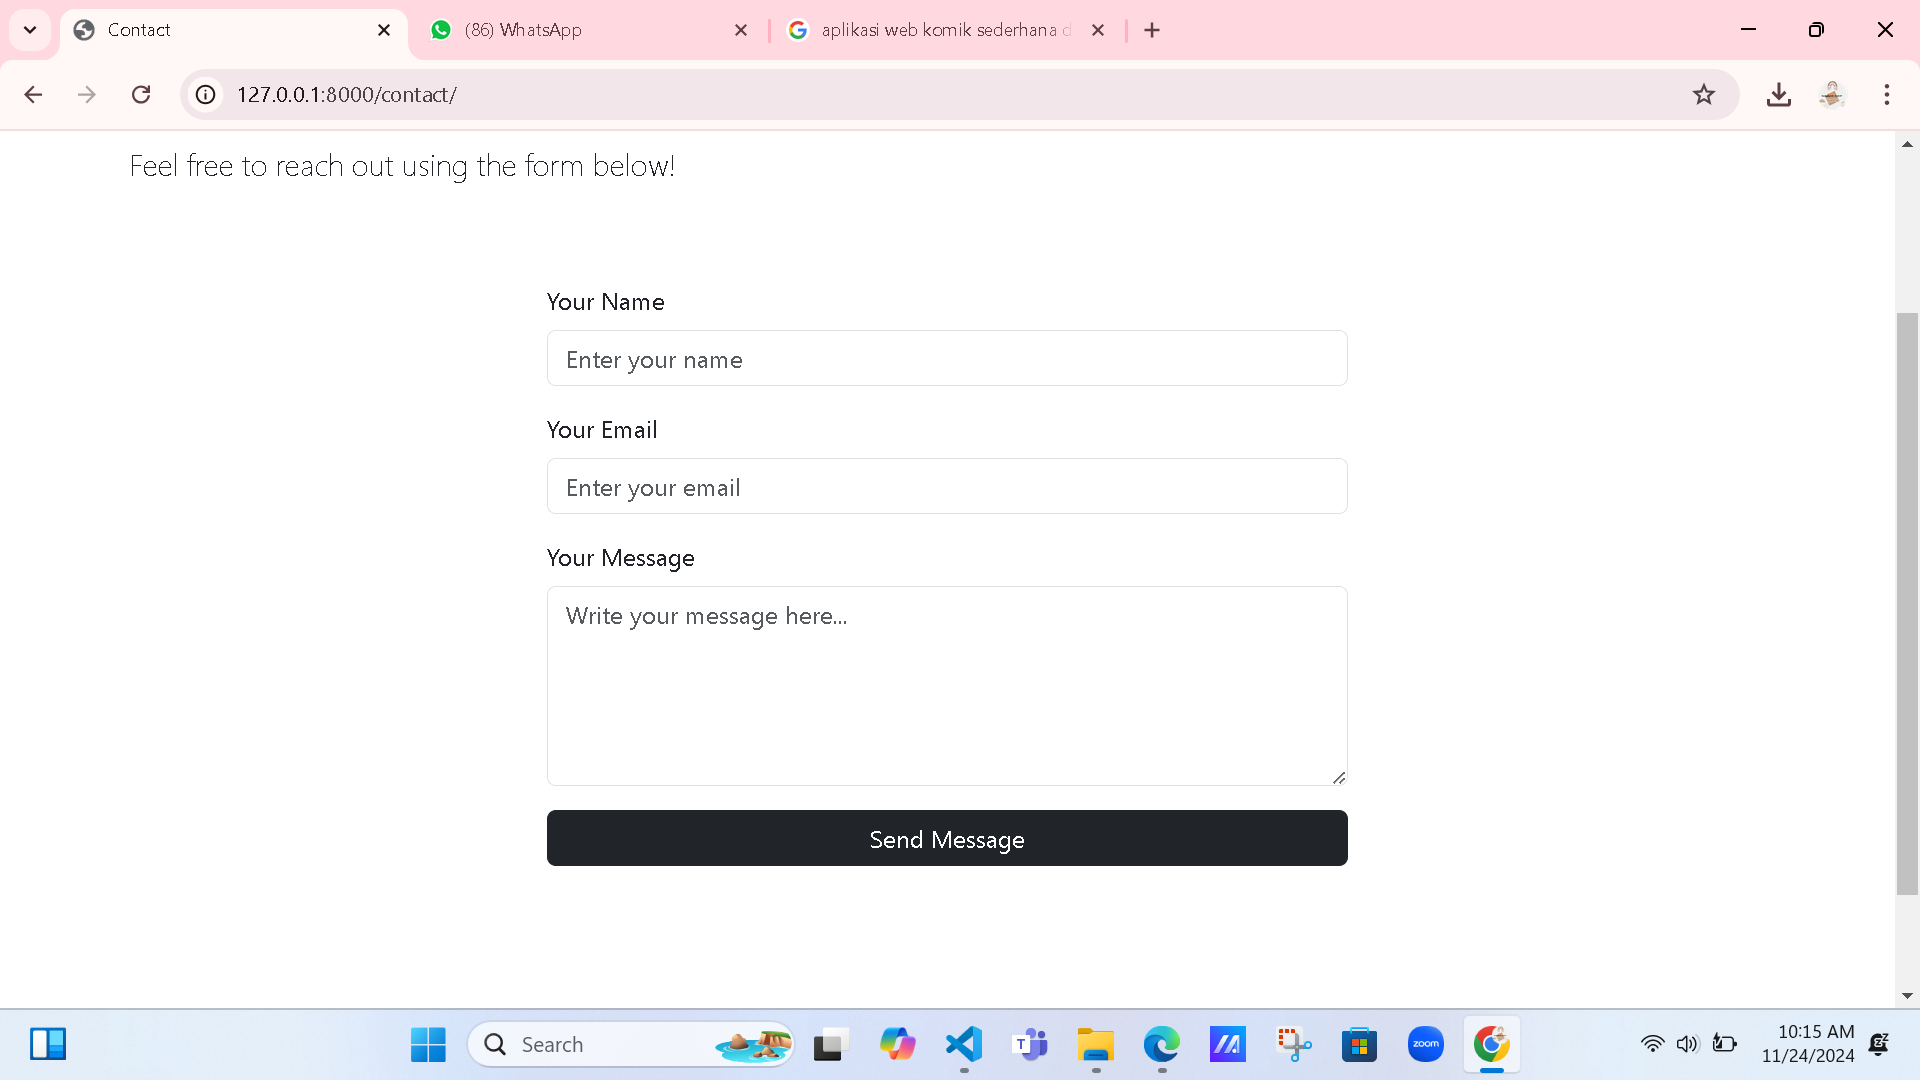 Contact
(86) WhatsApp
aplikasi web komik sederhana d
127.0.0.1:8000/contact/
Feel free to reach out using the form below!
Your Name
Enter your name
Your Email
Enter your email
Your Message
Write your message here...
Send Message
Search
T
zoom
10:15 AM
11/24/2024